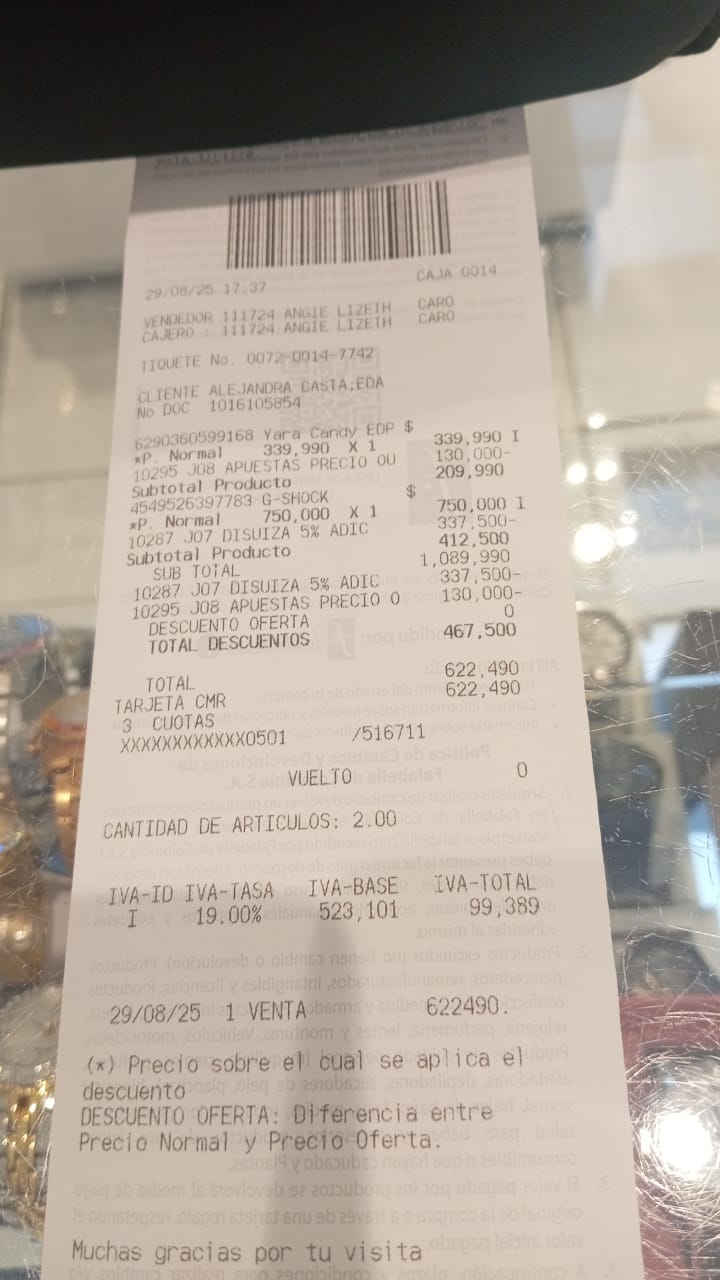 29/08/25 17:37 CAJA 0014
VENDEDOR 111724 ANGIE LIZETH CARO
CAJERO : 111724 ANGIE LIZETH CARO
TIQUETE No. 0072-0014-7742
CLIENTE ALEJANDRA CASTA;EDA
No DOC 1016105854
6290360599168 Yara Candy EDP $ 339,990 I
*P. Normal 339,990 X 1
10295 J08 APUESTAS PRECIO OU 130,000-
Subtotal Producto 209,990
4549526397783 G-SHOCK $ 750,000 I
*P. Normal 750,000 X 1
10287 J07 DISUIZA 5% ADIC 337,500-
Subtotal Producto 412,500
SUB TOTAL 1,089,990
10287 J07 DISUIZA 5% ADIC 337,500-
10295 J08 APUESTAS PRECIO O 130,000-
DESCUENTO OFERTA 0
TOTAL DESCUENTOS 467,500
TOTAL 622,490
TARJETA CMR 622,490
3 CUOTAS
XXXXXXXXXXXX0501 /516711
VUELTO 0
CANTIDAD DE ARTICULOS: 2.00
IVA-ID IVA-TASA IVA-BASE IVA-TOTAL
I 19.00% 523,101 99,389
29/08/25 1 VENTA 622490.
(*) Precio sobre el cual se aplica el
descuento
DESCUENTO OFERTA: Diferencia entre
Precio Normal y Precio Oferta.
Muchas gracias por tu visita